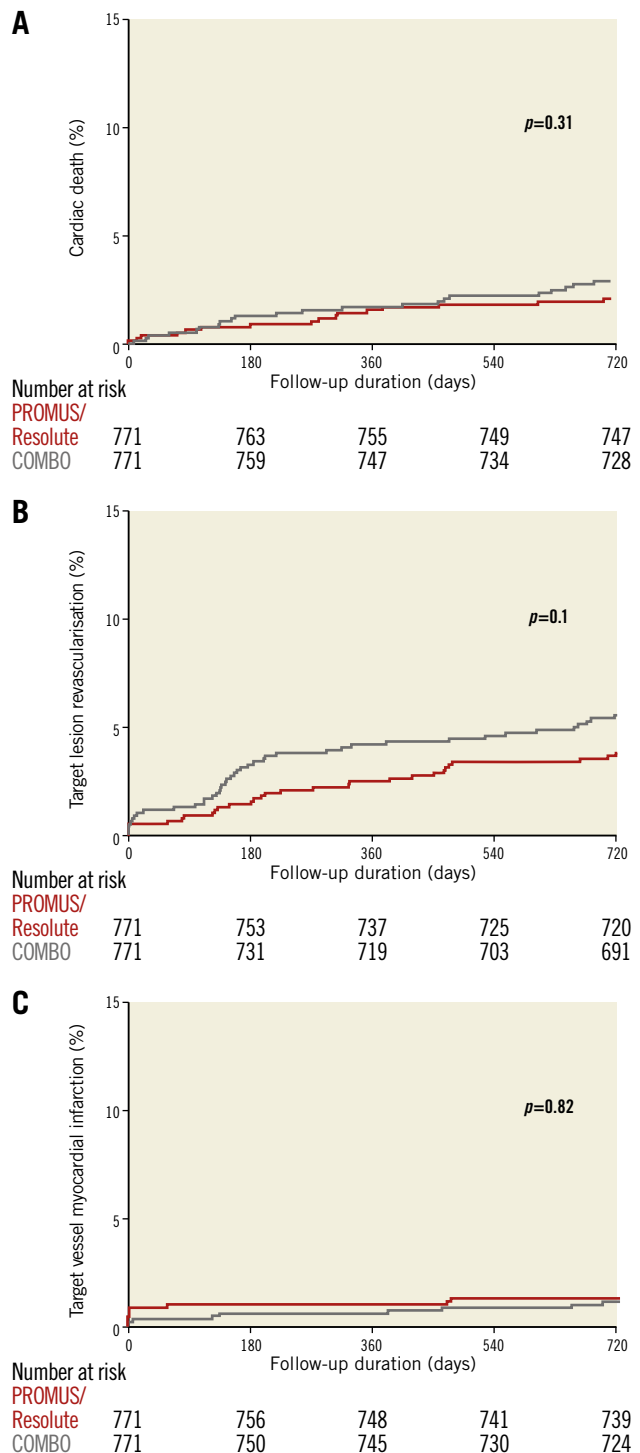 A
Cardiac death (%)
15
10
5
0
p=0.31
0 180 360 540 720
Follow-up duration (days)
Number at risk
PROMUS/
Resolute 771 763 755 749 747
COMBO 771 759 747 734 728
B
Target lesion revascularisation (%)
15
10
5
0
p=0.1
0 180 360 540 720
Follow-up duration (days)
Number at risk
PROMUS/
Resolute 771 753 737 725 720
COMBO 771 731 719 703 691
C
Target vessel myocardial infarction (%)
15
10
5
0
p=0.82
0 180 360 540 720
Follow-up duration (days)
Number at risk
PROMUS/
Resolute 771 756 748 741 739
COMBO 771 750 745 730 724